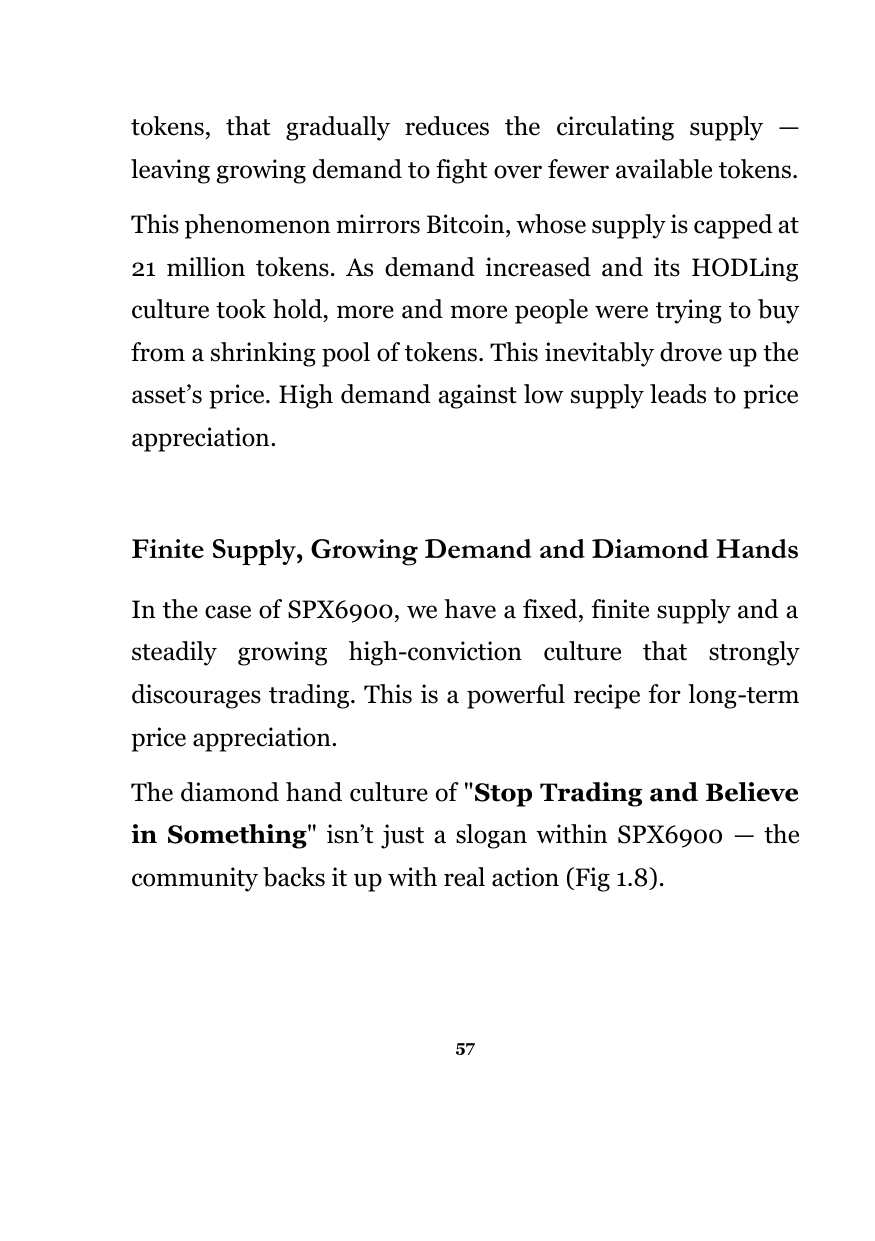 tokens, that gradually reduces the circulating supply —
leaving growing demand to fight over fewer available tokens.
This phenomenon mirrors Bitcoin, whose supply is capped at
21 million tokens. As demand increased and its HODLing
culture took hold, more and more people were trying to buy
from a shrinking pool of tokens. This inevitably drove up the
asset’s price. High demand against low supply leads to price
appreciation.
Finite Supply, Growing Demand and Diamond Hands
In the case of SPX6900, we have a fixed, finite supply and a
steadily growing high-conviction culture that strongly
discourages trading. This is a powerful recipe for long-term
price appreciation.
The diamond hand culture of "Stop Trading and Believe
in Something" isn’t just a slogan within SPX6900 — the
community backs it up with real action (Fig 1.8).
57